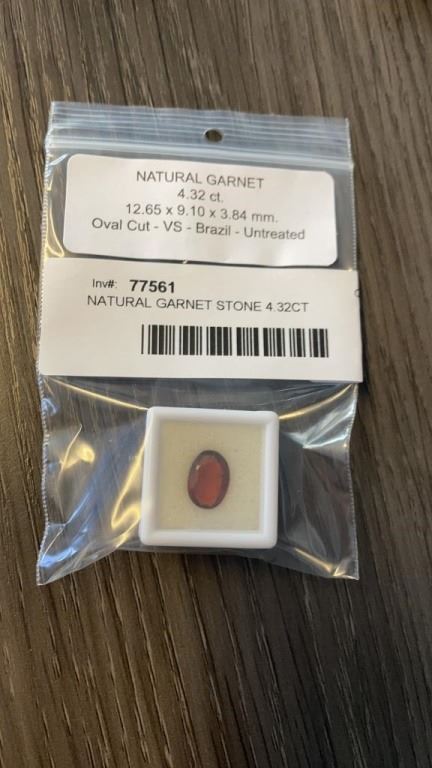 NATURAL GARNET
4.32 ct.
12.65 x 9.10 x 3.84 mm.
Oval Cut - VS - Brazil - Untreated
Inv#: 77561
NATURAL GARNET STONE 4.32CT